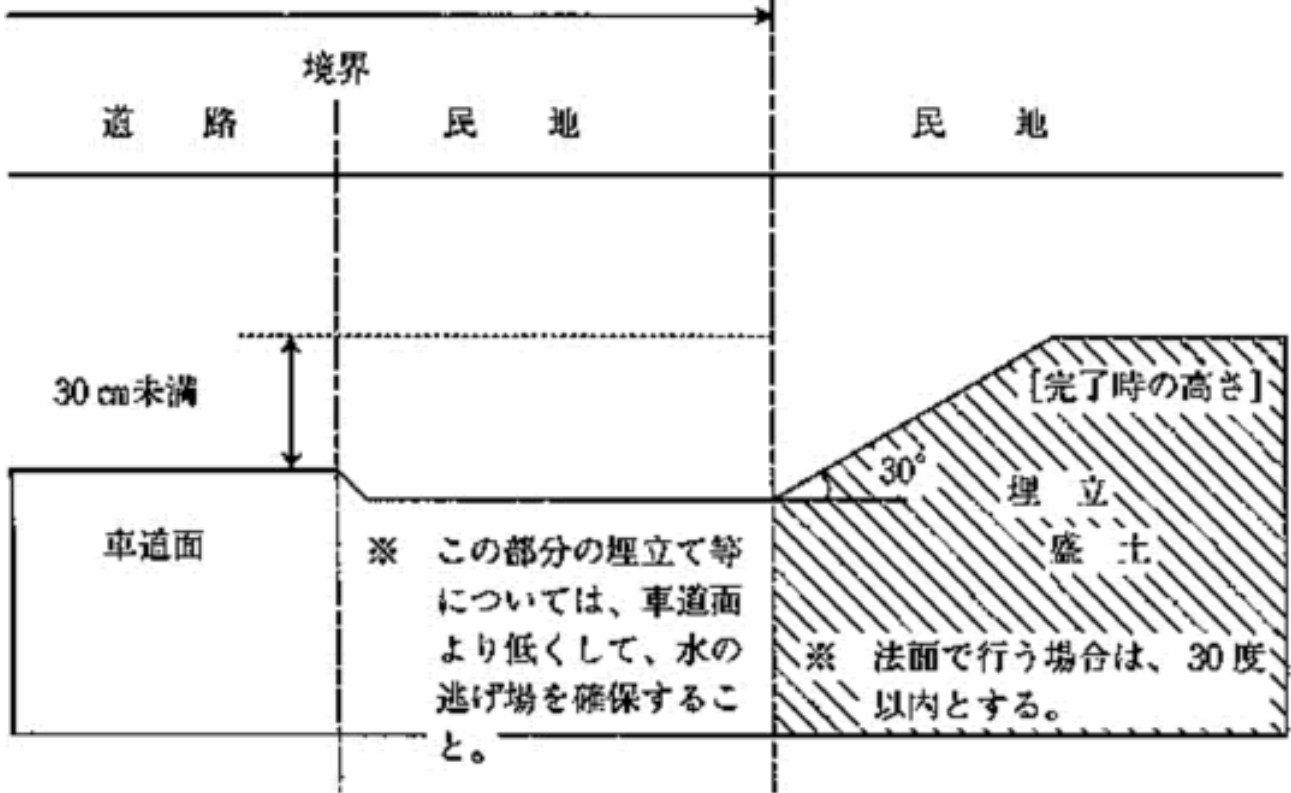 境界
道 路
民 地
民 地
30㎝未満
[完了時の高さ]
30°
埋 立
盛 土
車道面
※ この部分の埋立て等
については、車道面
より低くして、水の
逃げ場を確保するこ
と。
※ 法面で行う場合は、30度
以内とする。